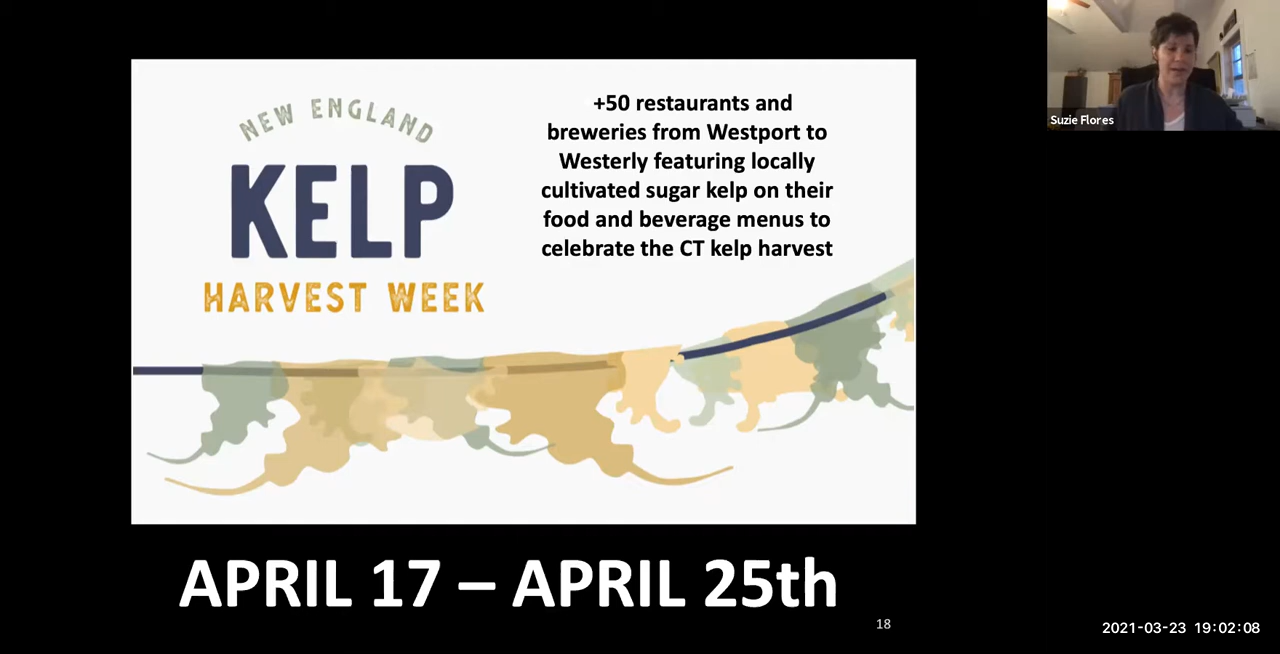 NEW ENGLAND
KELP
HARVEST WEEK
+50 restaurants and
breweries from Westport to
Westerly featuring locally
cultivated sugar kelp on their
food and beverage menus to
celebrate the CT kelp harvest
APRIL 17 – APRIL 25th
18
Suzie Flores
2021-03-23 19:02:08